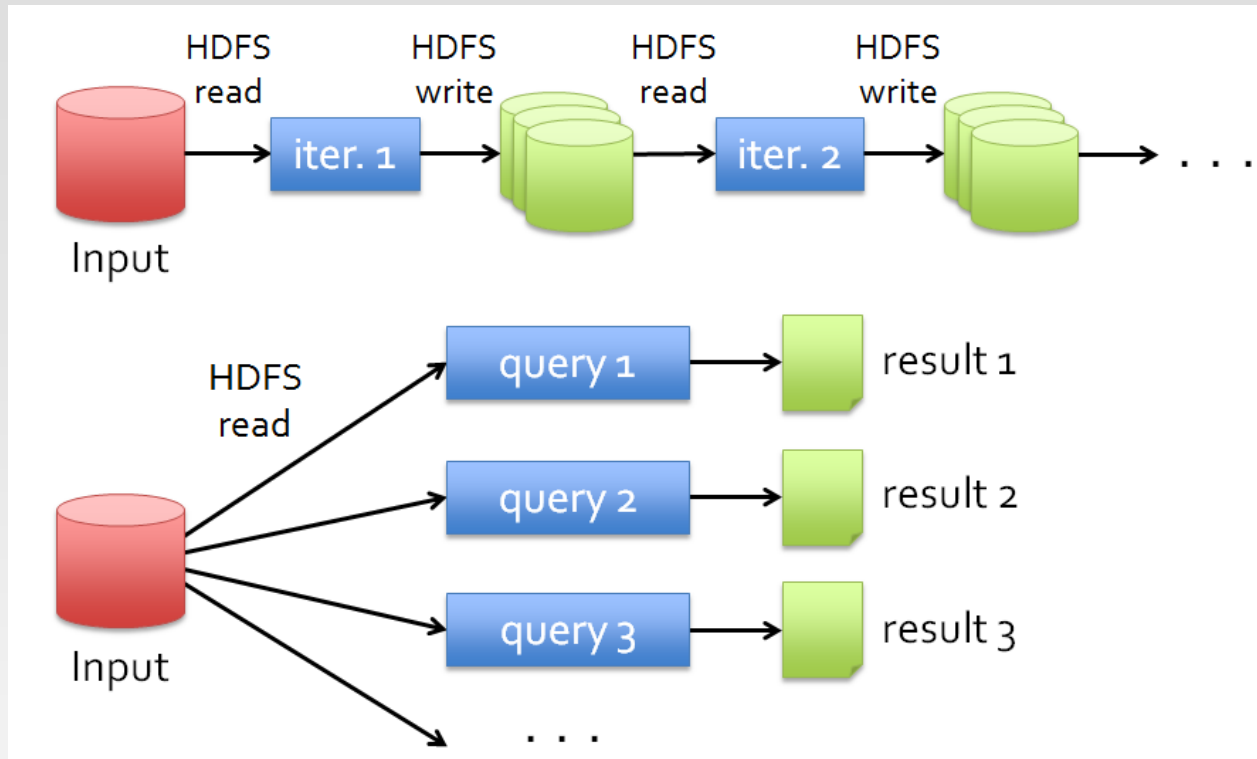 HDFS read
HDFS write
HDFS read
HDFS write
iter. 1
iter. 2
. . .
Input
HDFS read
query 1
result 1
query 2
result 2
query 3
result 3
Input
. . .